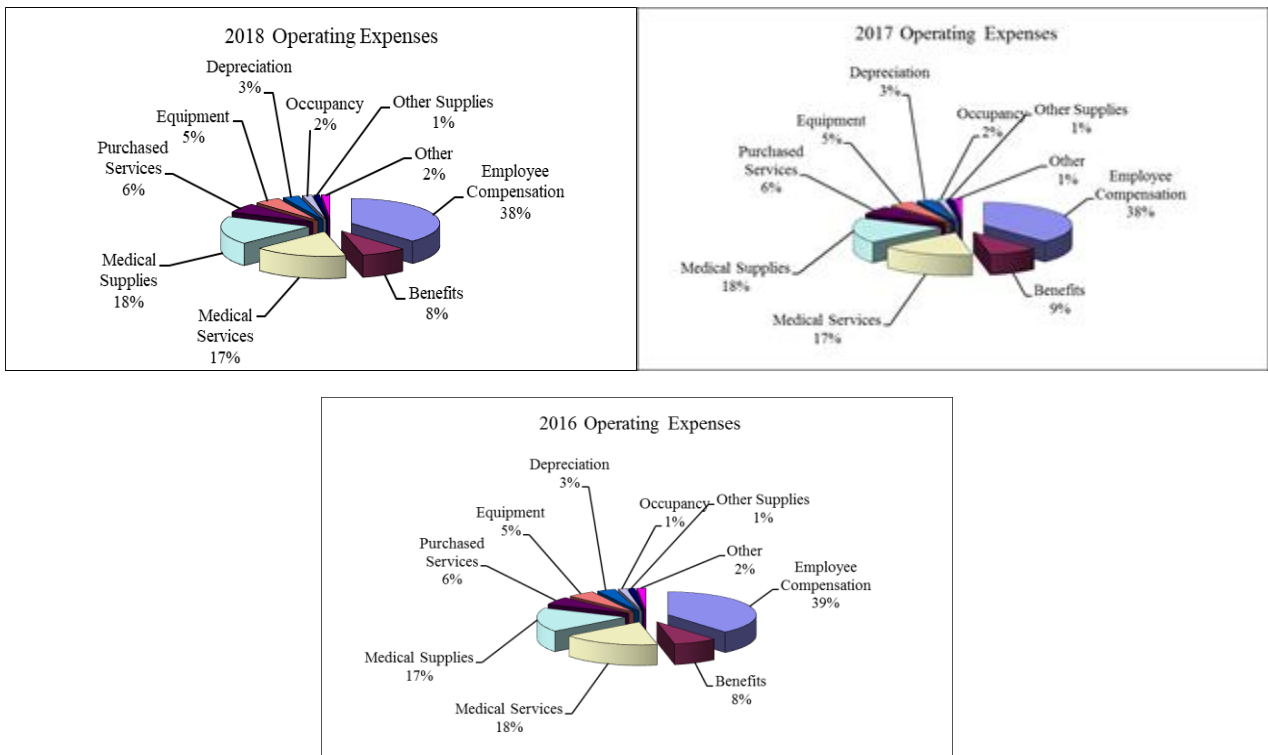 2018 Operating Expenses
Depreciation
3%
Occupancy
2%
Other Supplies
1%
Equipment
5%
Purchased
Services
6%
Other
2%
Employee
Compensation
38%
Medical
Supplies
18%
Benefits
8%
Medical
Services
17%
2017 Operating Expenses
Depreciation
3%
Occupancy
2%
Other Supplies
1%
Equipment
5%
Purchased
Services
6%
Other
1%
Employee
Compensation
38%
Medical Supplies
18%
Benefits
9%
Medical Services
17%
2016 Operating Expenses
Depreciation
3%
Occupancy
1%
Other Supplies
1%
Equipment
5%
Purchased
Services
6%
Other
2%
Employee
Compensation
39%
Medical Supplies
17%
Benefits
8%
Medical Services
18%